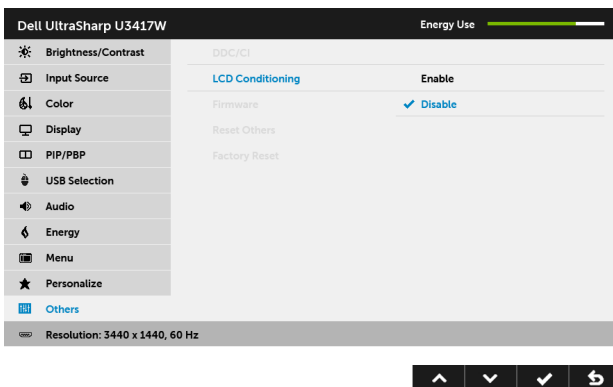 Dell UltraSharp U3417W
Energy Use
Brightness/Contrast
Input Source
Color
Display
PIP/PBP
USB Selection
Audio
Energy
Menu
Personalize
Others
DOC/CI
LCD Conditioning
Firmware
Reset Others
Factory Reset
Enable
Disable
Resolution: 3440 x 1440, 60 Hz